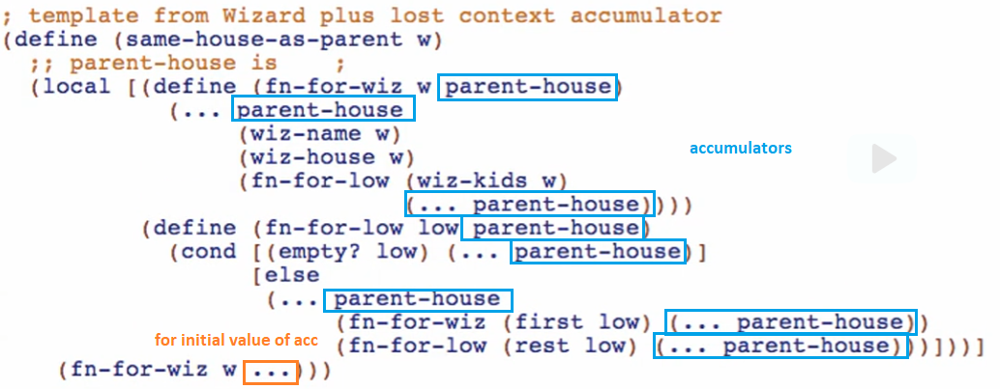 ; template from Wizard plus lost context accumulator
(define (same-house-as-parent w)
;; parent-house is ;
(local [(define (fn-for-wiz w parent-house)
(... parent-house
(wiz-name w)
(wiz-house w)
accumulators
(fn-for-low (wiz-kids w)
(... parent-house))))
(define (fn-for-low low parent-house)
(cond [(empty? low) (... parent-house)]
[else
(... parent-house
(fn-for-wiz (first low) (... parent-house))
for initial value of acc
(fn-for-low (rest low) (... parent-house)))]))]
(fn-for-wiz w ...)))